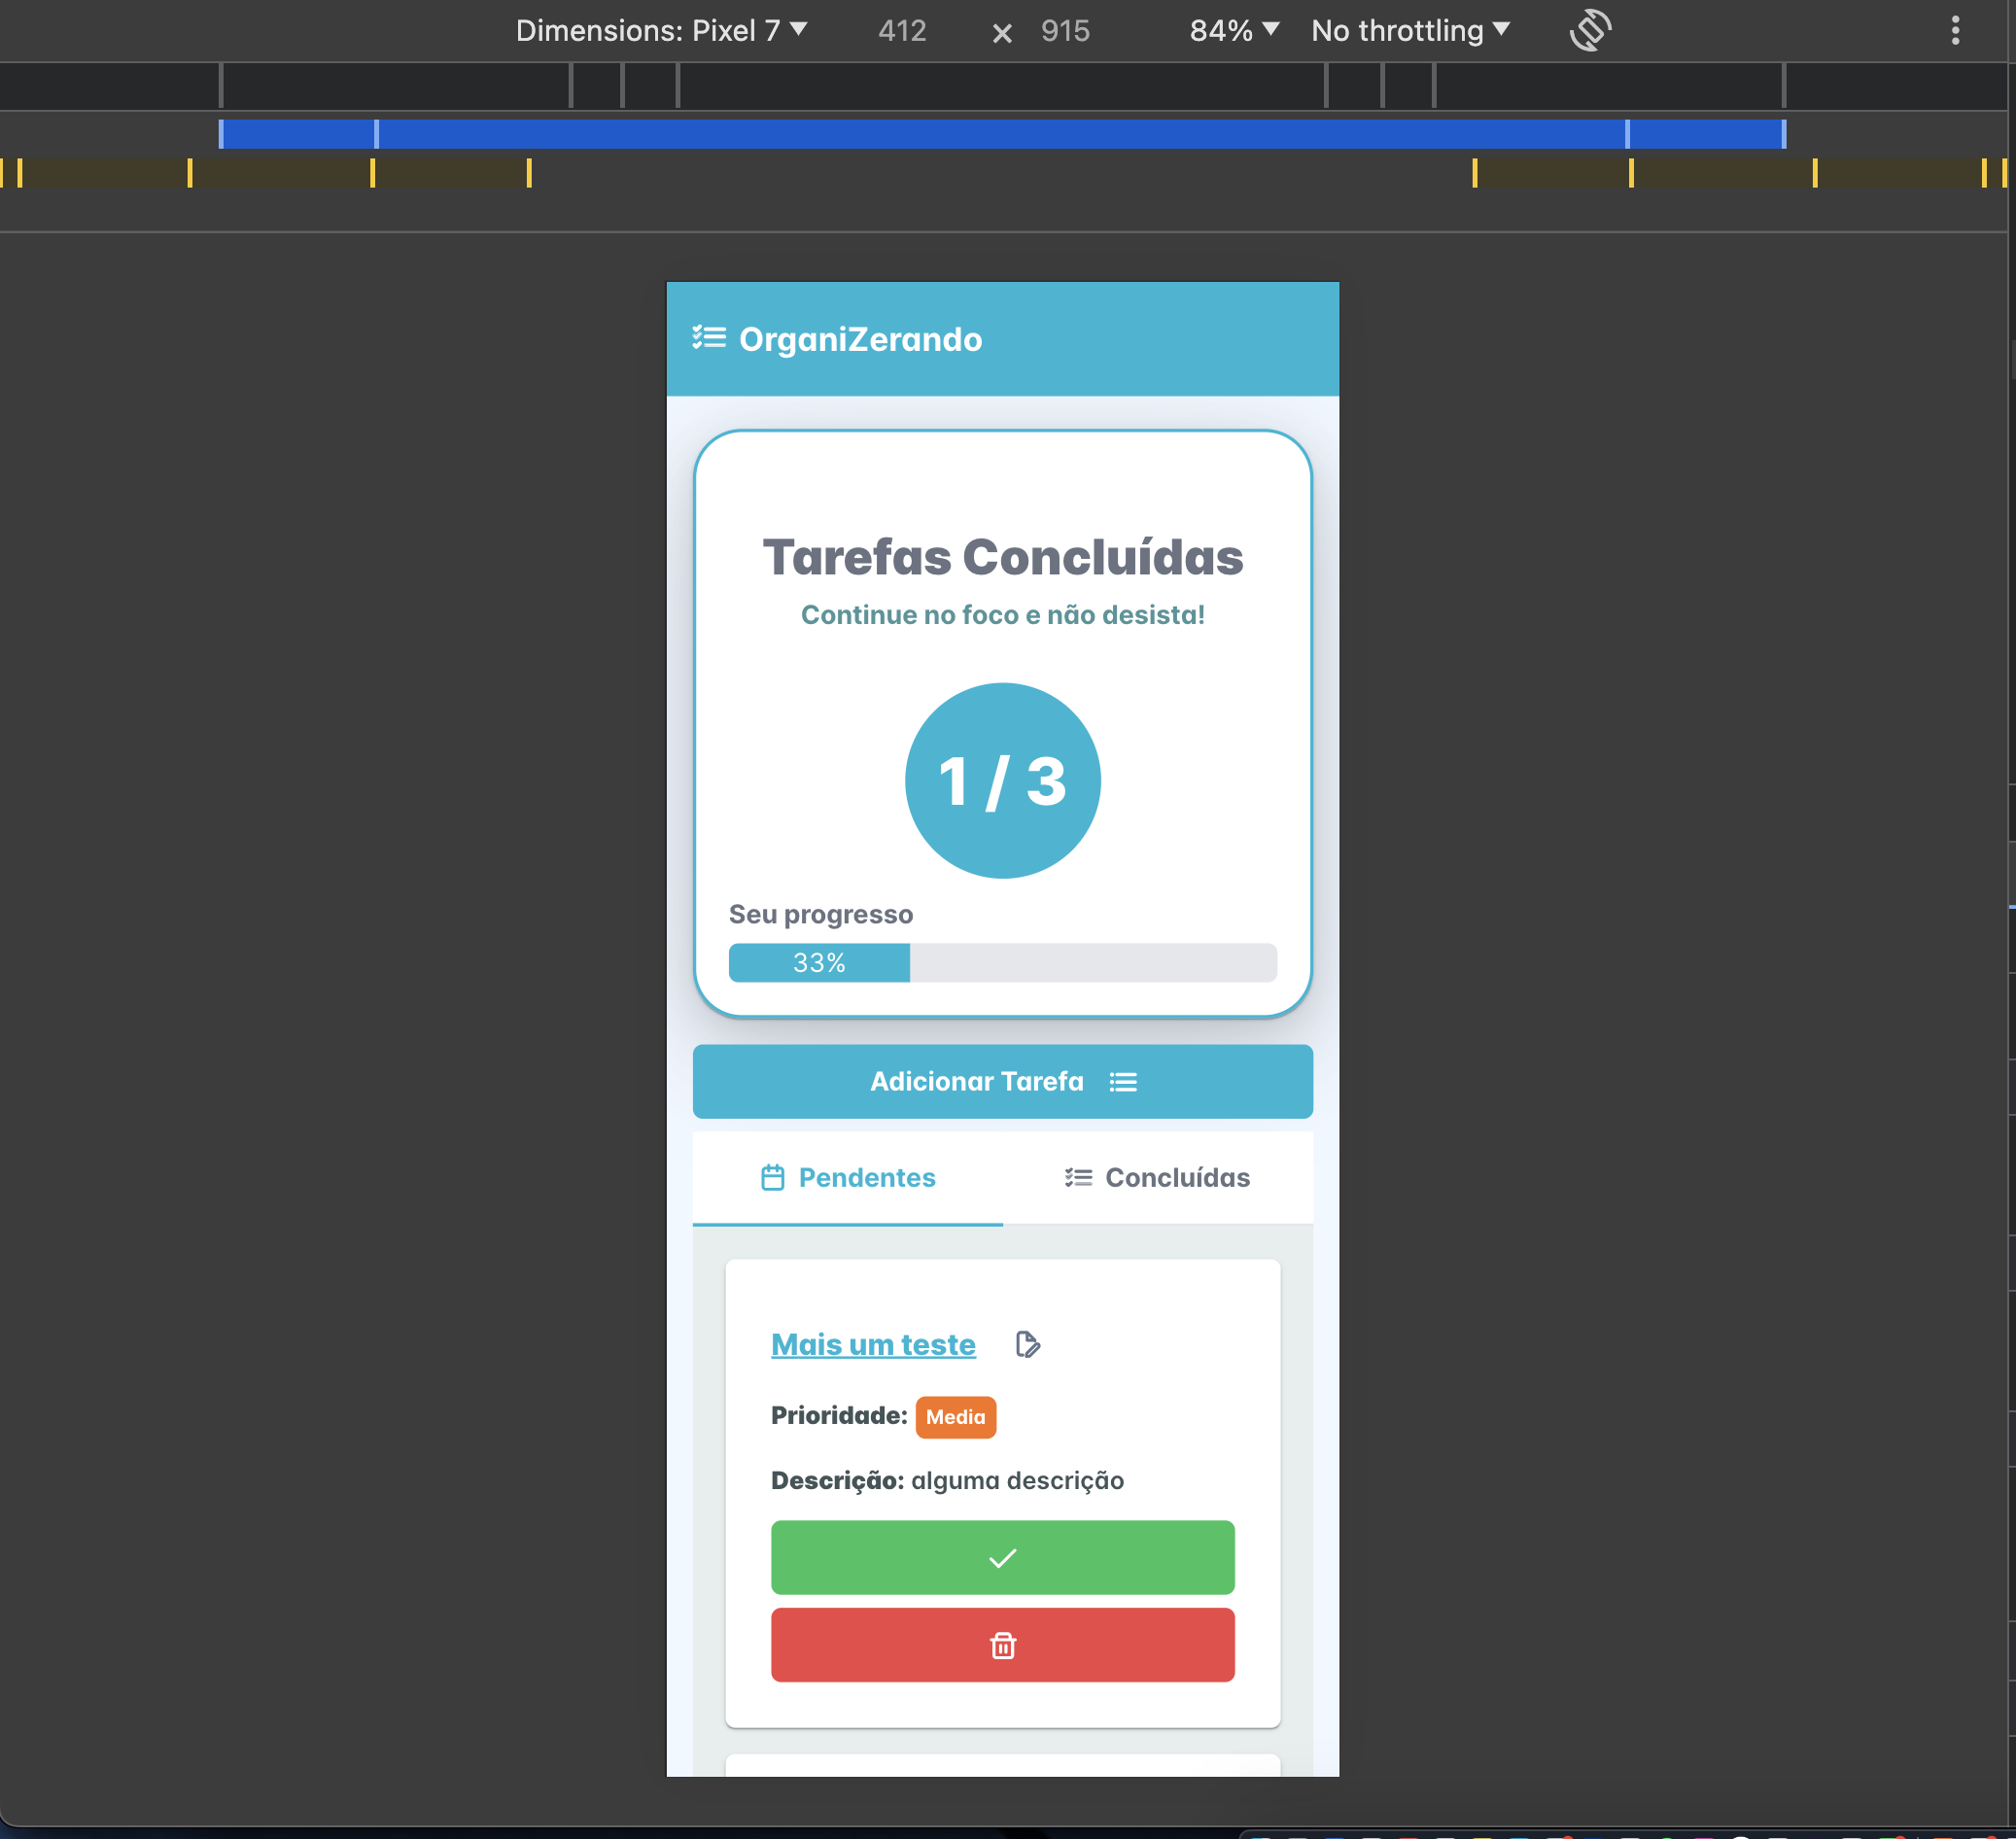 Dimensions: Pixel 7 412 × 915 84% No throttling
OrganiZerando
Tarefas Concluídas
Continue no foco e não desista!
1 / 3
Seu progresso
33%
Adicionar Tarefa
Pendentes Concluídas
Mais um teste
Prioridade: Media
Descrição: alguma descrição